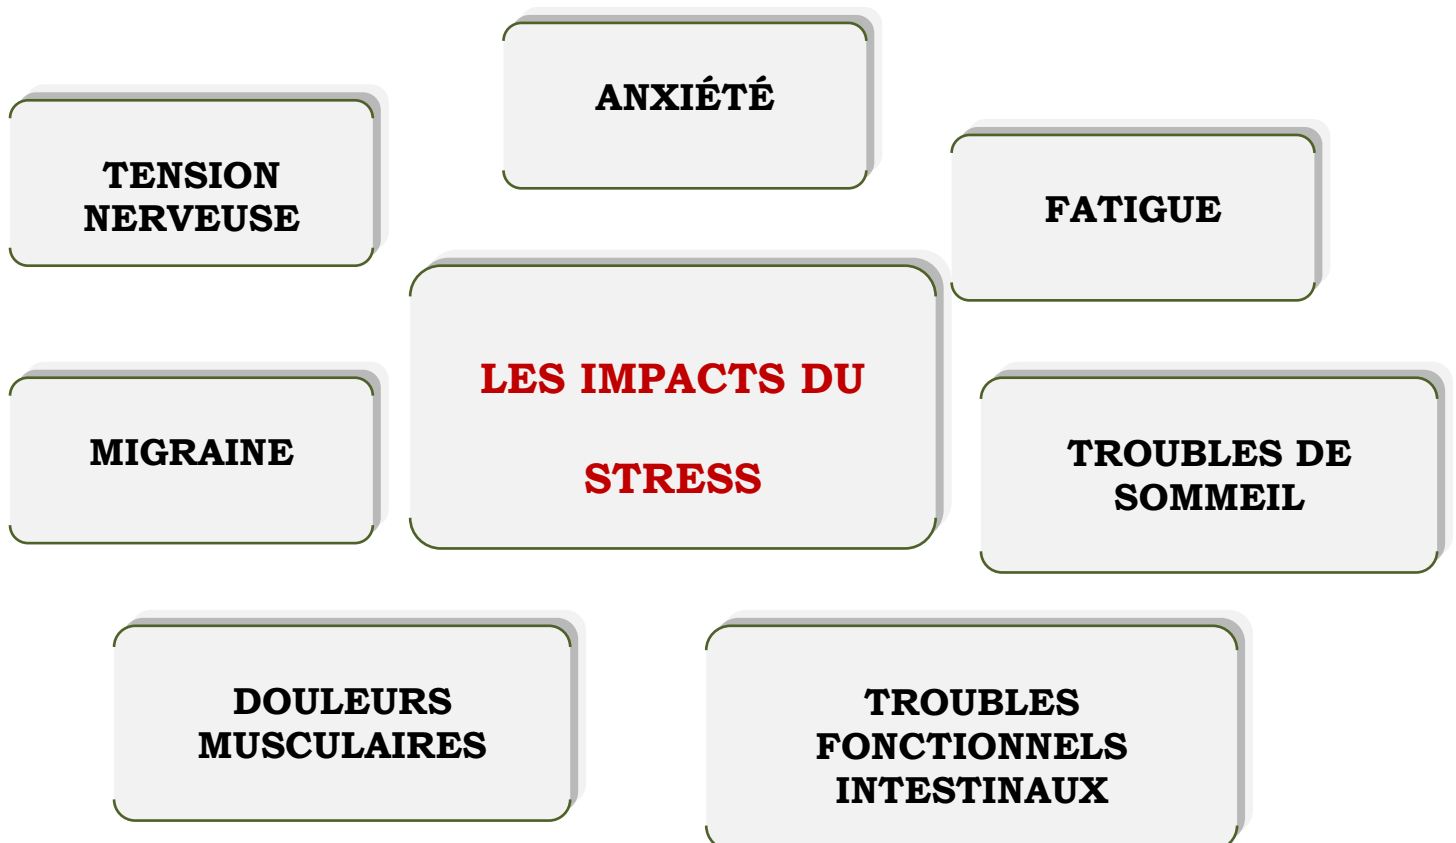 ANXIÉTÉ
TENSION
NERVEUSE
FATIGUE
LES IMPACTS DU
STRESS
MIGRAINE
TROUBLES DE
SOMMEIL
DOULEURS
MUSCULAIRES
TROUBLES
FONCTIONNELS
INTESTINAUX